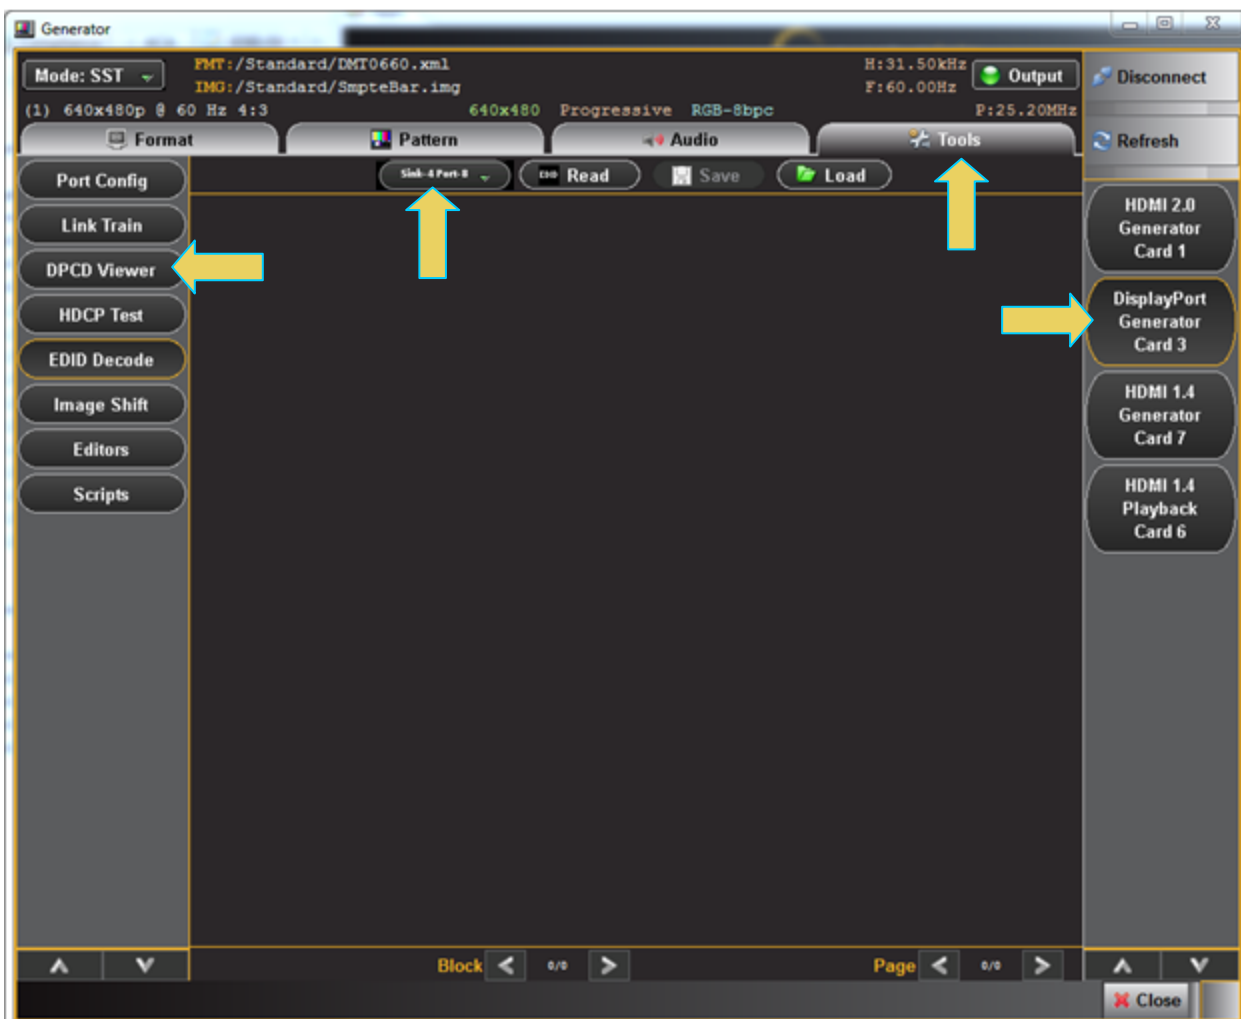 Generator
Mode: SST
FMT:/Standard/DMT0660.xml
H:31.50kHz
Output
Disconnect
IMG:/Standard/SmpteBar.img
F:60.00Hz
(1) 640x480p @ 60 Hz 4:3
640x480 Progressive RGB-8bpc
P:25.20MHz
Format
Pattern
Audio
Tools
Refresh
Port Config
Sink-4 Port-8
Read
Save
Load
Link Train
DPCD Viewer
HDCP Test
EDID Decode
Image Shift
Editors
Scripts
HDMI 2.0
Generator
Card 1
DisplayPort
Generator
Card 3
HDMI 1.4
Generator
Card 7
HDMI 1.4
Playback
Card 6
Block < 0/0 >
Page < 0/0 >
Close